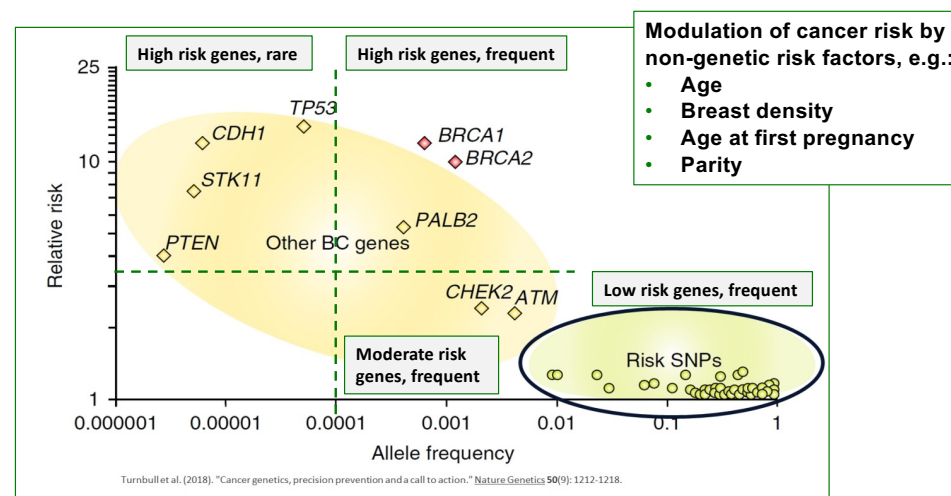 High risk genes, rare
High risk genes, frequent
Modulation of cancer risk by
non-genetic risk factors, e.g.:
• Age
• Breast density
• Age at first pregnancy
• Parity
25
10
1
Relative risk
TP53
CDH1
BRCA1
BRCA2
STK11
PALB2
PTEN
Other BC genes
CHEK2
ATM
Low risk genes, frequent
Moderate risk
genes, frequent
Risk SNPs
0.000001
0.00001
0.0001
0.001
0.01
0.1
1
Allele frequency
Turnbull et al. (2018). "Cancer genetics, precision prevention and a call to action." Nature Genetics 50(9): 1212-1218.